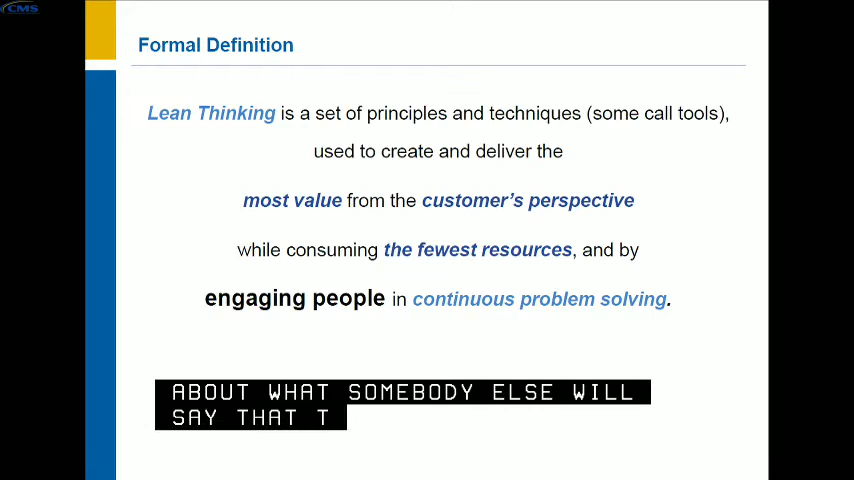 CMS
Formal Definition
Lean Thinking is a set of principles and techniques (some call tools),
used to create and deliver the
most value from the customer's perspective
while consuming the fewest resources, and by
engaging people in continuous problem solving.
ABOUT WHAT SOMEBODY ELSE WILL
SAY THAT T